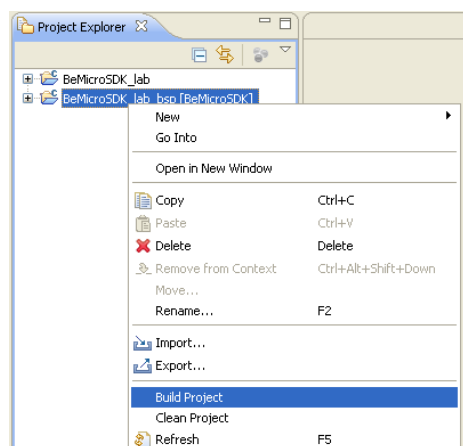 Project Explorer
BeMicroSDK_lab
BeMicroSDK_lab_bsp [BeMicroSDK]
New
Go Into
Open in New Window
Copy Ctrl+C
Paste Ctrl+V
Delete Delete
Remove from Context Ctrl+Alt+Shift+Down
Move...
Rename... F2
Import...
Export...
Build Project
Clean Project
Refresh F5